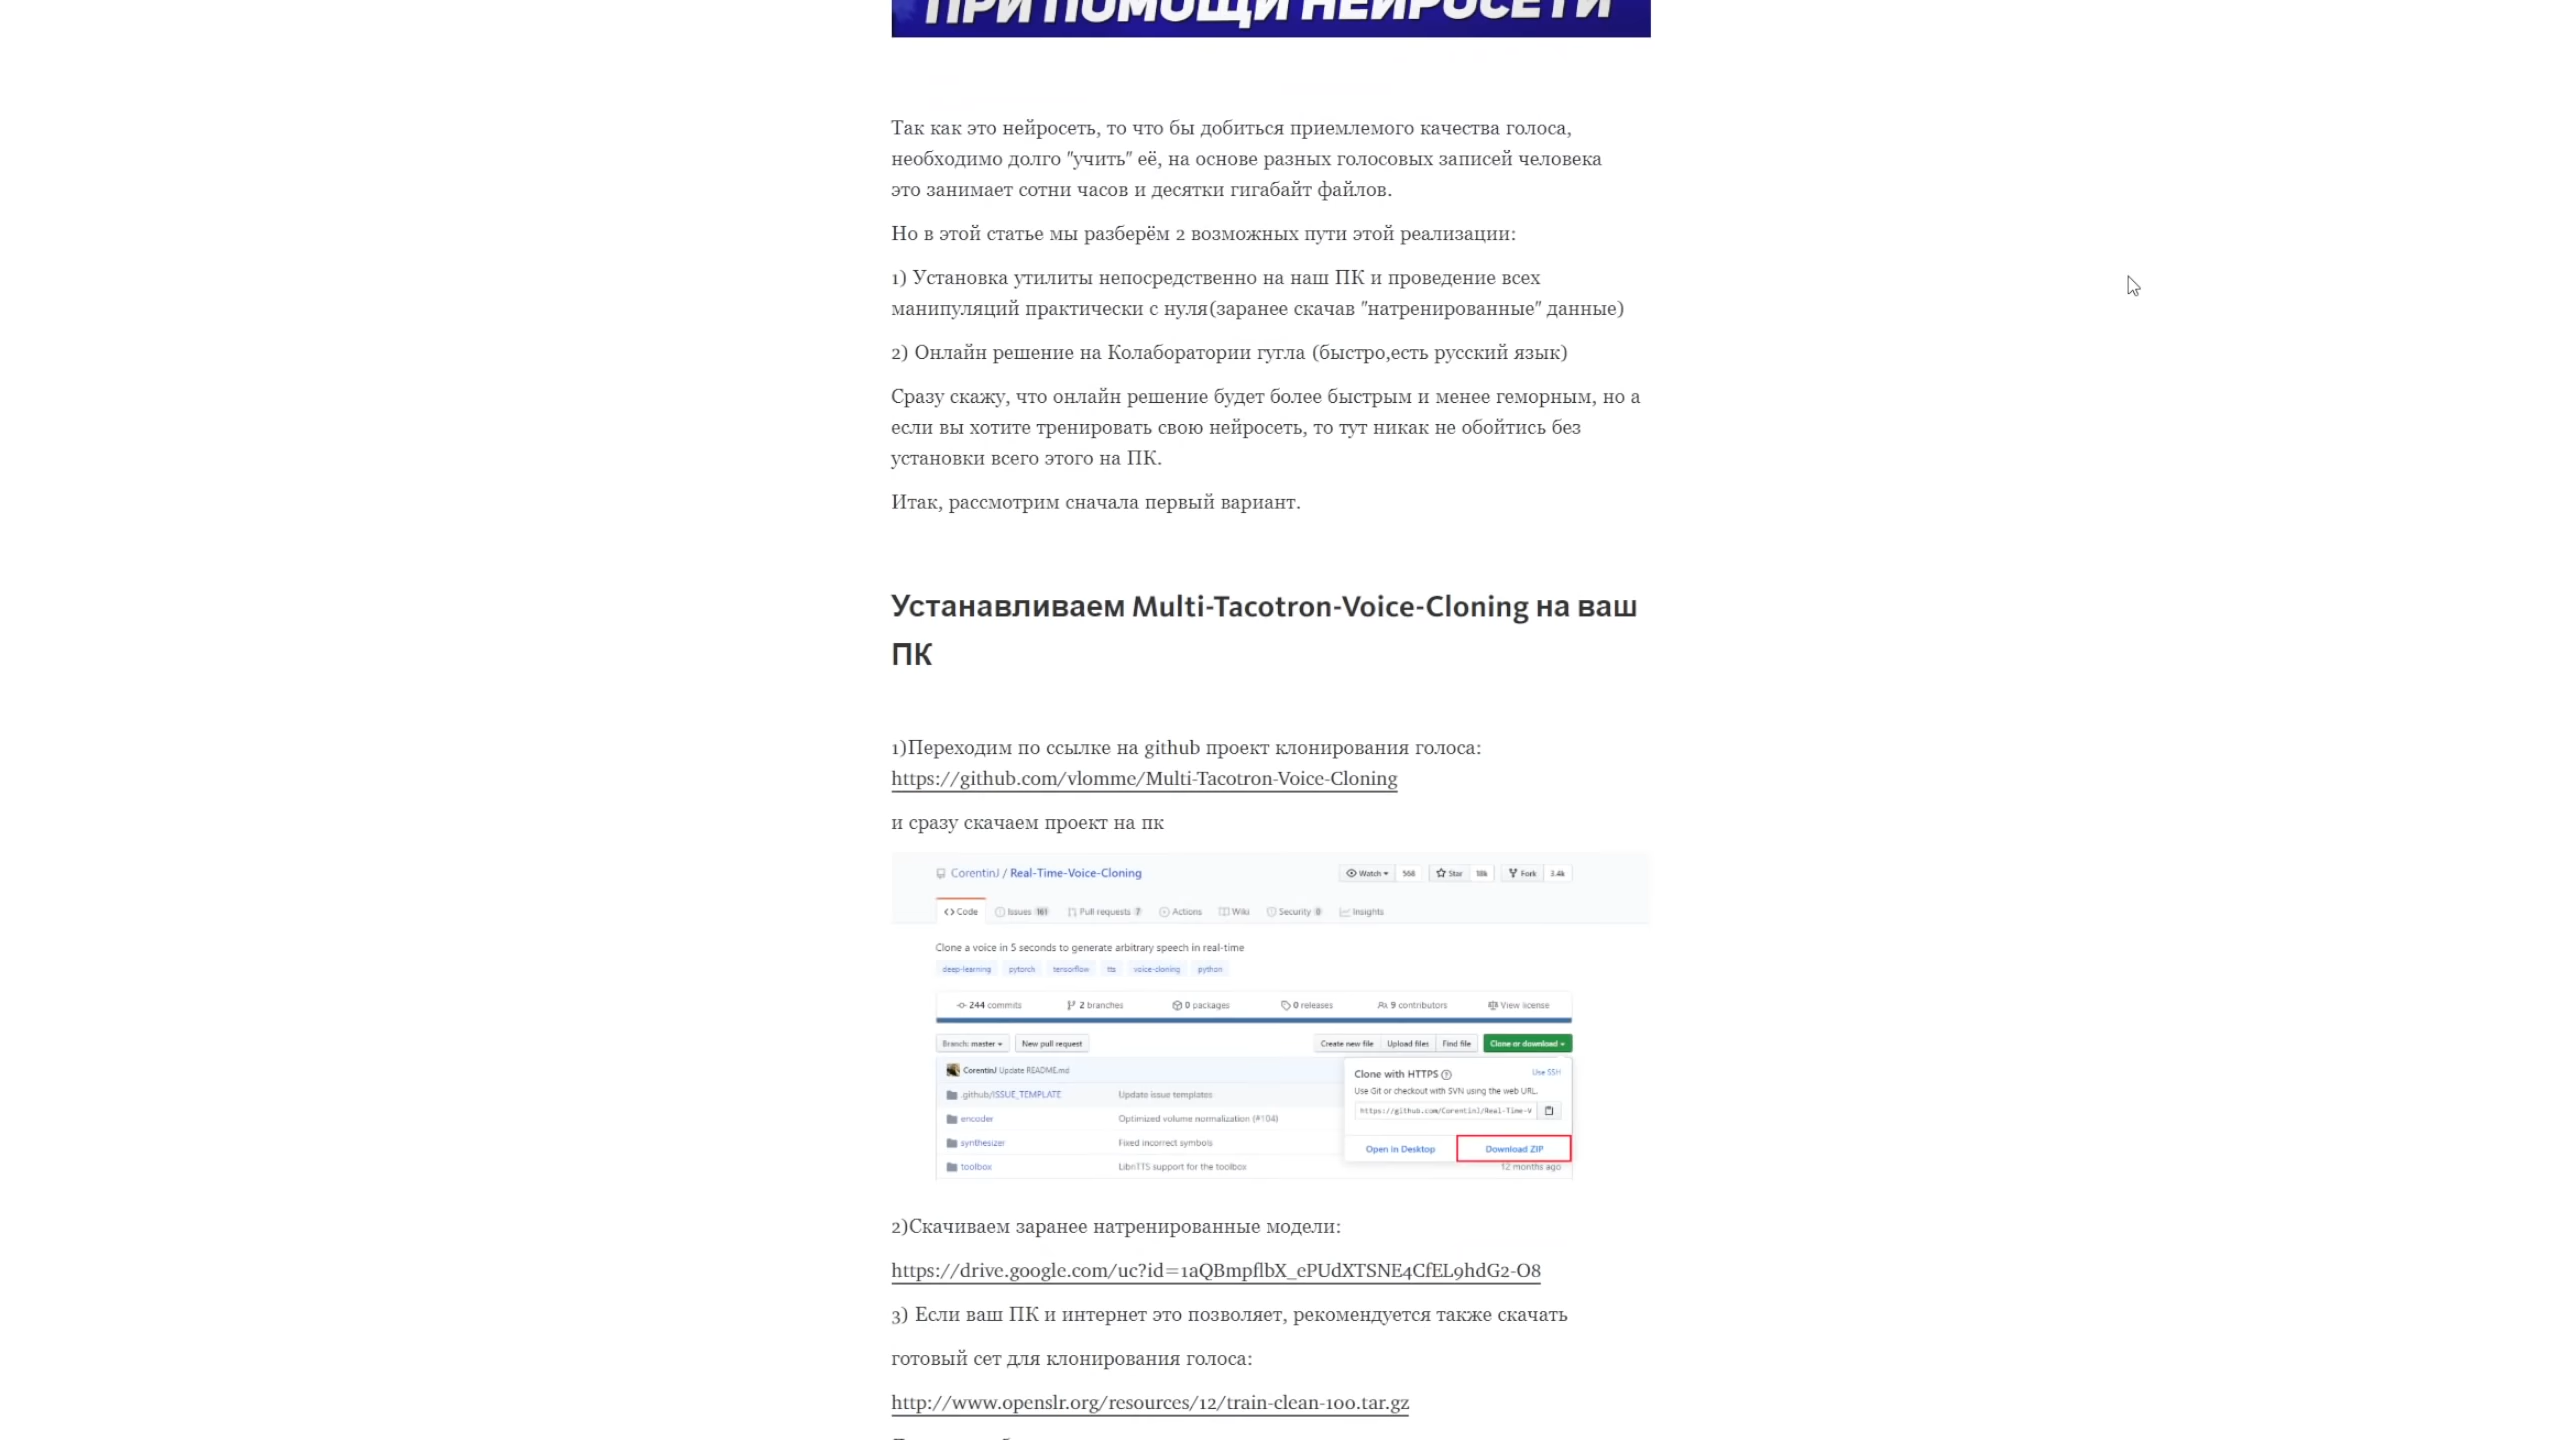 ПРИ ПОМОЩИ НЕЙРОСЕТИ
Так как это нейросеть, то что бы добиться приемлемого качества голоса,
необходимо долго "учить" её, на основе разных голосовых записей человека
это занимает сотни часов и десятки гигабайт файлов.
Но в этой статье мы разберём 2 возможных пути этой реализации:
1) Установка утилиты непосредственно на наш ПК и проведение всех
манипуляций практически с нуля(заранее скачав "натренированные" данные)
2) Онлайн решение на Колаборатории гугла (быстро,есть русский язык)
Сразу скажу, что онлайн решение будет более быстрым и менее геморным, но а
если вы хотите тренировать свою нейросеть, то тут никак не обойтись без
установки всего этого на ПК.
Итак, рассмотрим сначала первый вариант.
Устанавливаем Multi-Tacotron-Voice-Cloning на ваш
ПК
1)Переходим по ссылке на github проект клонирования голоса:
https://github.com/vlomme/Multi-Tacotron-Voice-Cloning
и сразу скачаем проект на пк
CorentinJ / Real-Time-Voice-Cloning Watch 568 Star 18k Fork 3.4k
Code Issues 161 Pull requests 7 Actions Wiki Security 0 Insights
Clone a voice in 5 seconds to generate arbitrary speech in real-time
deep-learning pytorch tensorflow tts voice-cloning python
244 commits 2 branches 0 packages 0 releases 9 contributors View license
Branch: master New pull request Create new file Upload files Find file Clone or download
CorentinJ Update README.md
Clone with HTTPS Use SSH
Use Git or checkout with SVN using the web URL.
.github/ISSUE_TEMPLATE Update issue templates
https://github.com/CorentinJ/Real-Time-V
encoder Optimized volume normalization (#104)
synthesizer Fixed incorrect symbols
Open in Desktop Download ZIP
toolbox LibriTTS support for the toolbox 12 months ago
2)Скачиваем заранее натренированные модели:
https://drive.google.com/uc?id=1aQBmpflbX_ePUdXTSNE4CfEL9hdG2-O8
3) Если ваш ПК и интернет это позволяет, рекомендуется также скачать
готовый сет для клонирования голоса:
http://www.openslr.org/resources/12/train-clean-100.tar.gz